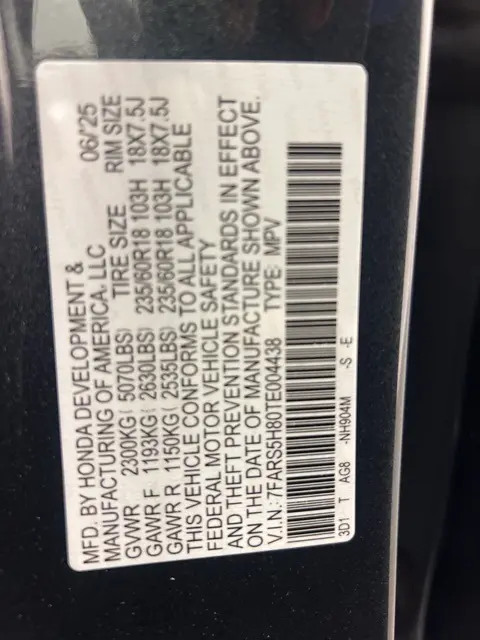 MFD. BY HONDA DEVELOPMENT & 06/'25
MANUFACTURING OF AMERICA, LLC
TIRE SIZE RIM SIZE
GVWR 2300KG( 5070LBS)
GAWR F 1193KG( 2630LBS) 235/60R18 103H 18X7.5J
GAWR R 1150KG( 2535LBS) 235/60R18 103H 18X7.5J
THIS VEHICLE CONFORMS TO ALL APPLICABLE
FEDERAL MOTOR VEHICLE SAFETY
AND THEFT PREVENTION STANDARDS IN EFFECT
ON THE DATE OF MANUFACTURE SHOWN ABOVE.
V.I.N.: 7FARS5H80TE004438 TYPE: MPV
3D1 T AG8 -NH904M -S -E